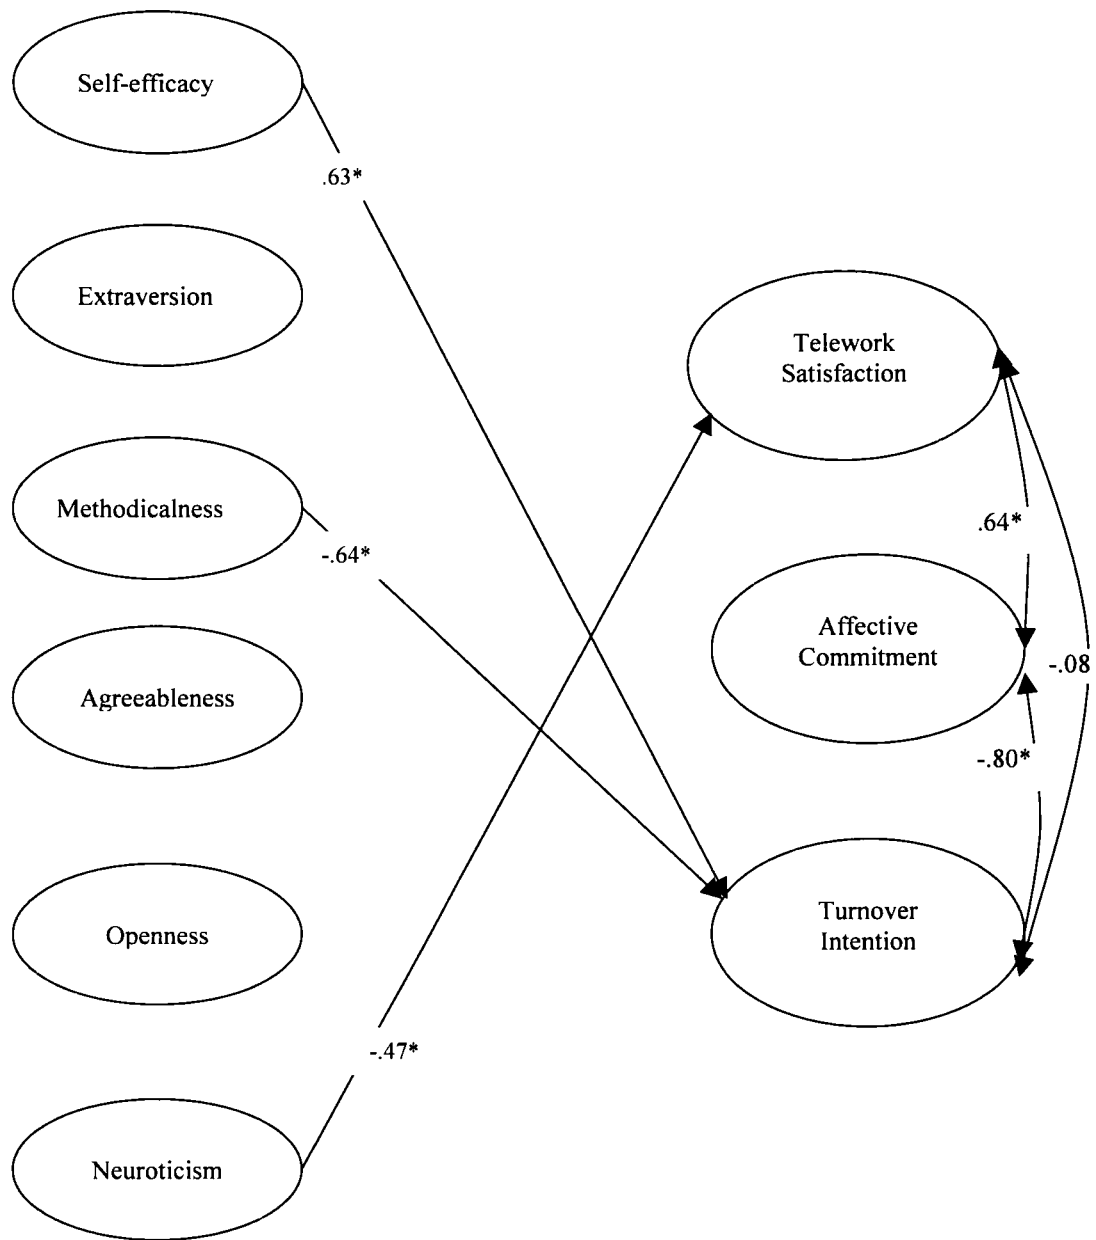 Self-efficacy
.63*
Extraversion
Methodicalness
-.64*
Agreeableness
Openness
-.47*
Neuroticism
Telework
Satisfaction
.64*
Affective
Commitment
-.08
-.80*
Turnover
Intention